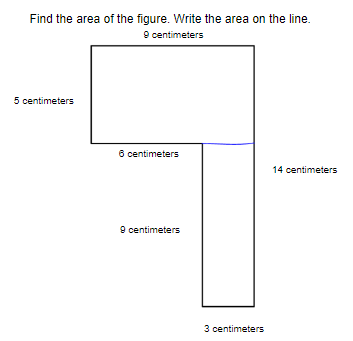 Find the area of the figure. Write the area on the line.
9 centimeters
5 centimeters
6 centimeters
14 centimeters
9 centimeters
3 centimeters